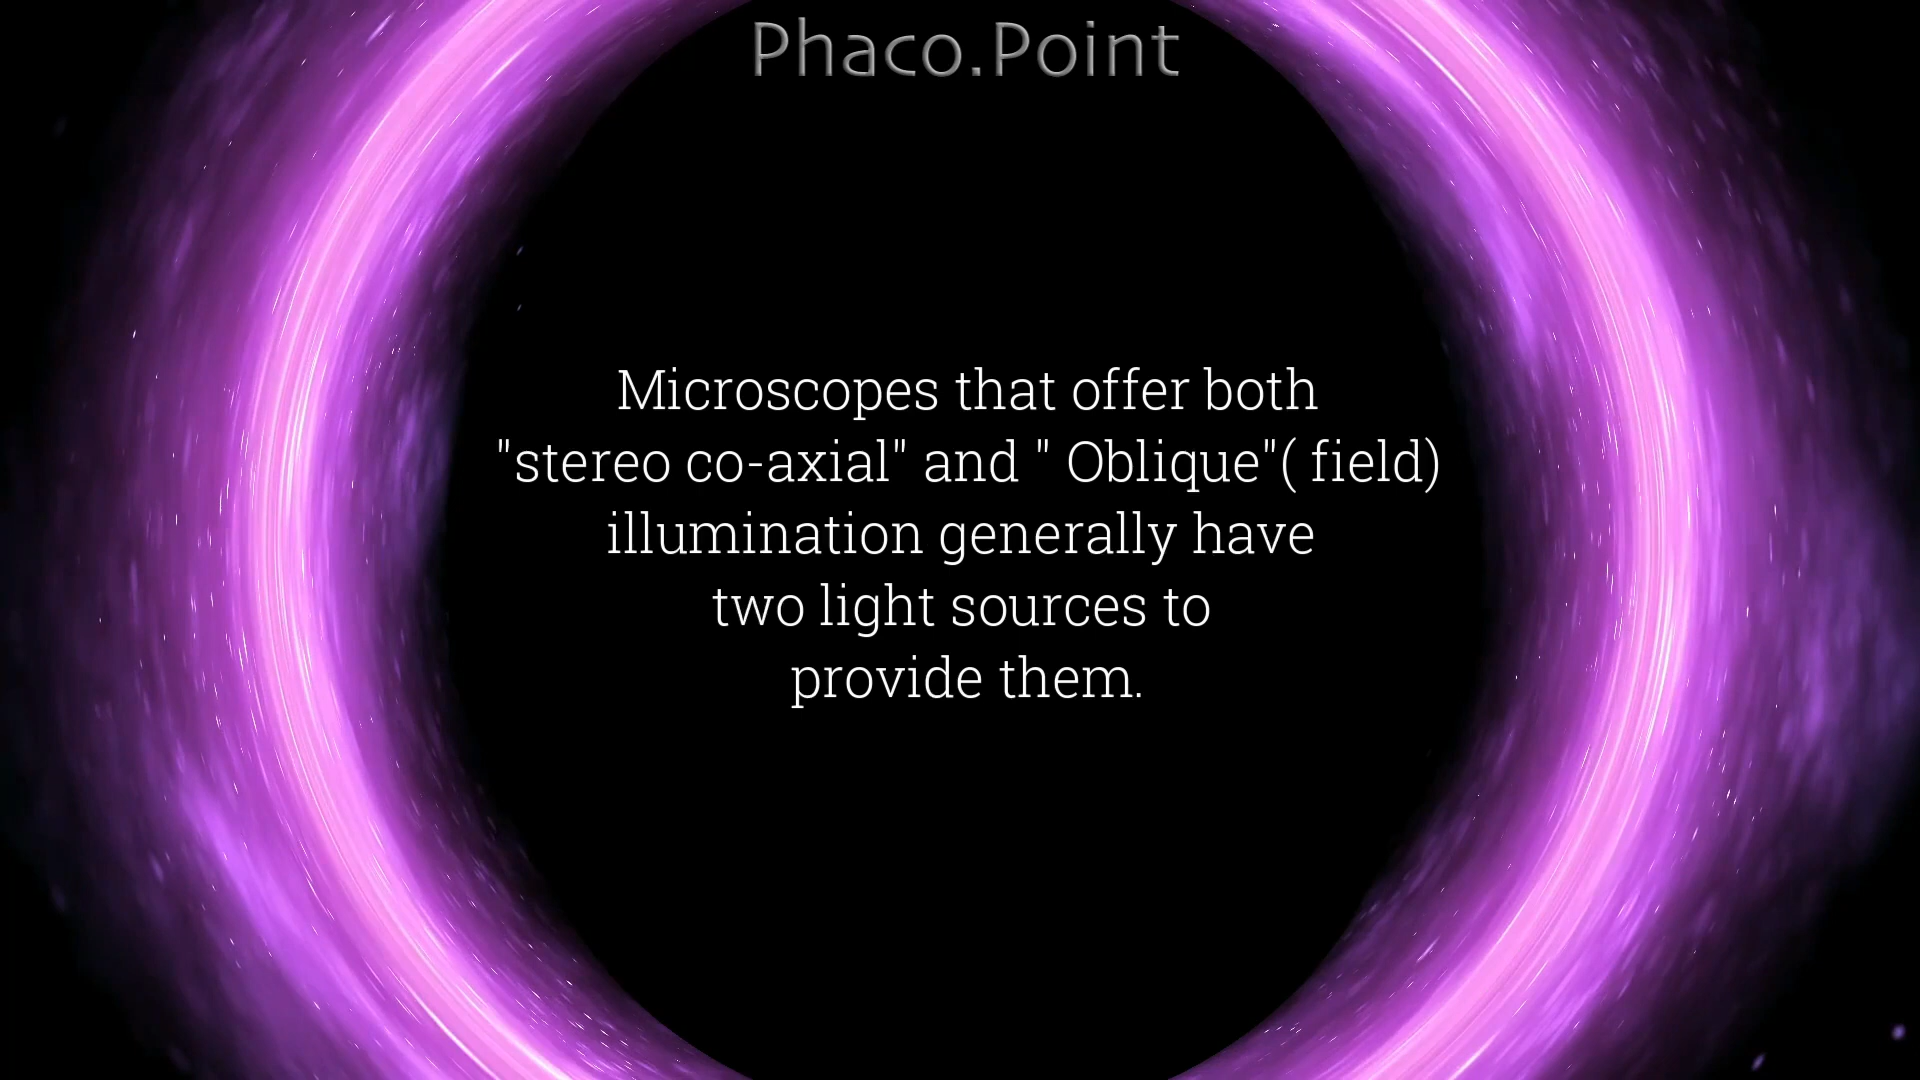 Phaco.Point
Microscopes that offer both
"stereo co-axial" and " Oblique"( field)
illumination generally have
two light sources to
provide them.